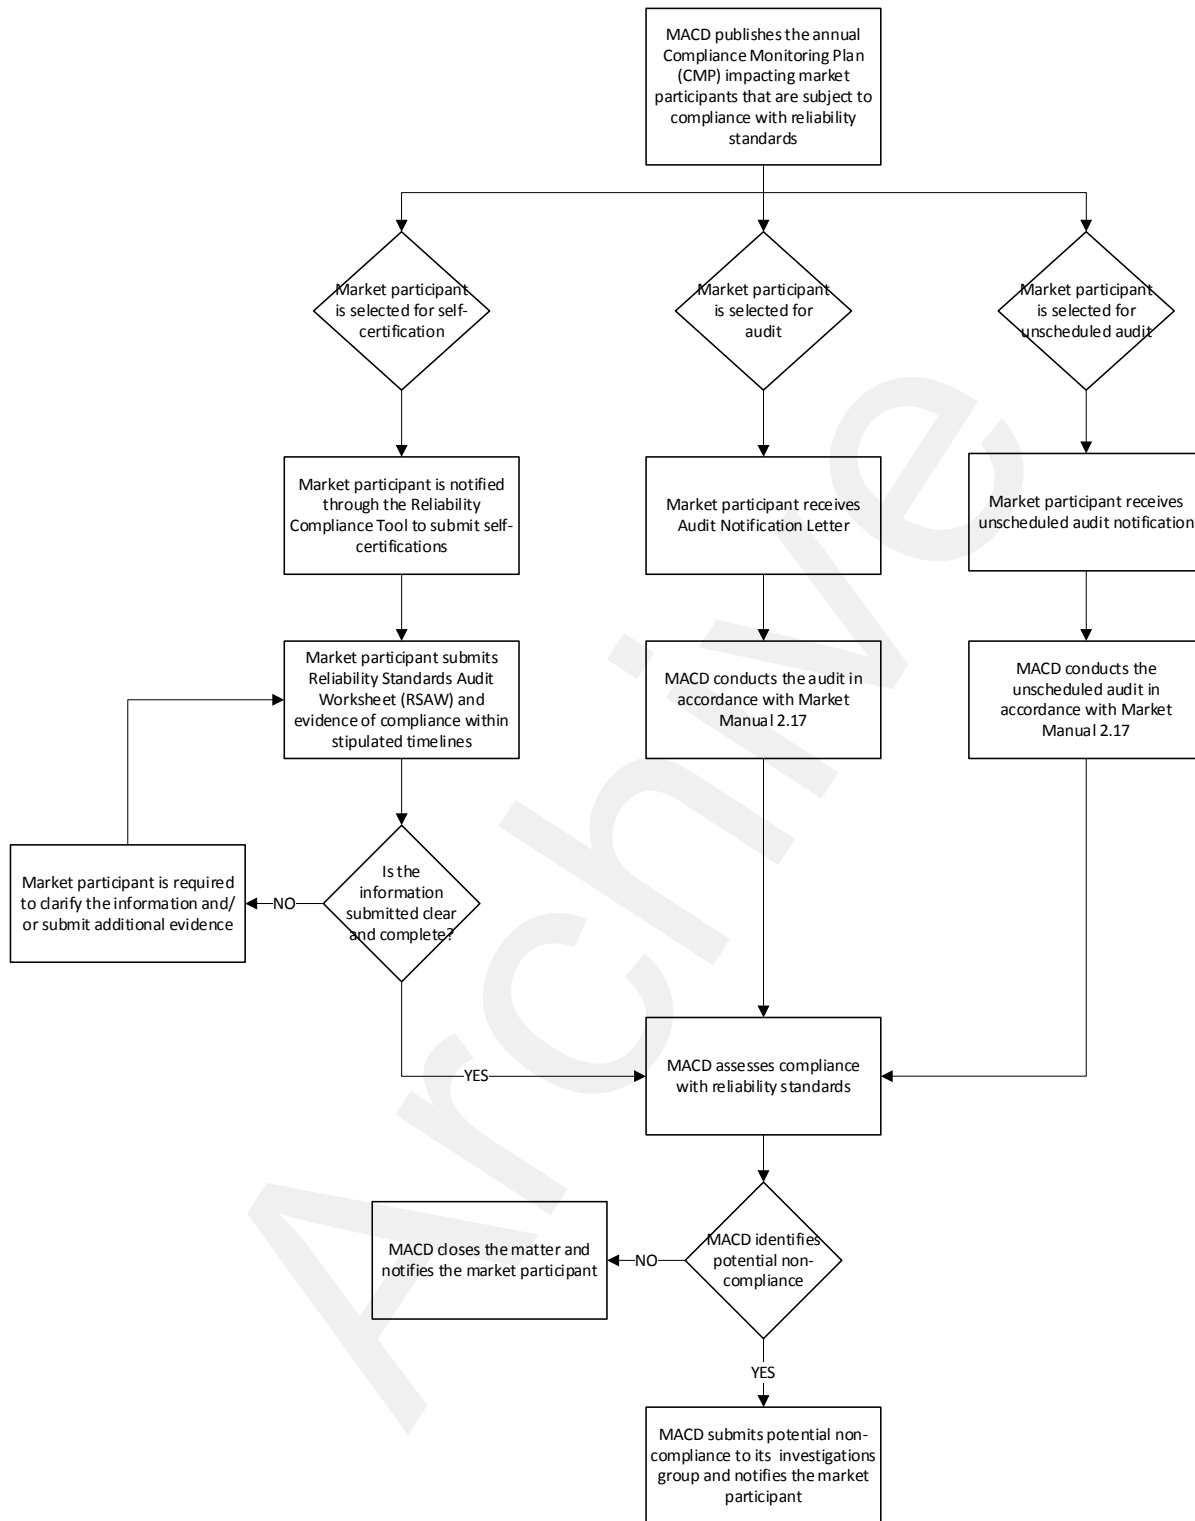 MACD publishes the annual
Compliance Monitoring Plan
(CMP) impacting market
participants that are subject to
compliance with reliability
standards
Market participant
is selected for self-
certification
Market participant
is selected for
audit
Market participant
is selected for
unscheduled audit
Market participant is notified
through the Reliability
Compliance Tool to submit self-
certifications
Market participant receives
Audit Notification Letter
Market participant receives
unscheduled audit notification
Market participant submits
Reliability Standards Audit
Worksheet (RSAW) and
evidence of compliance within
stipulated timelines
MACD conducts the audit in
accordance with Market
Manual 2.17
MACD conducts the
unscheduled audit in
accordance with Market
Manual 2.17
Is the
information
submitted clear
and complete?
NO
Market participant is required
to clarify the information and/
or submit additional evidence
YES
MACD assesses compliance
with reliability standards
MACD identifies
potential non-
compliance
NO
MACD closes the matter and
notifies the market participant
YES
MACD submits potential non-
compliance to its investigations
group and notifies the market
participant
Archive